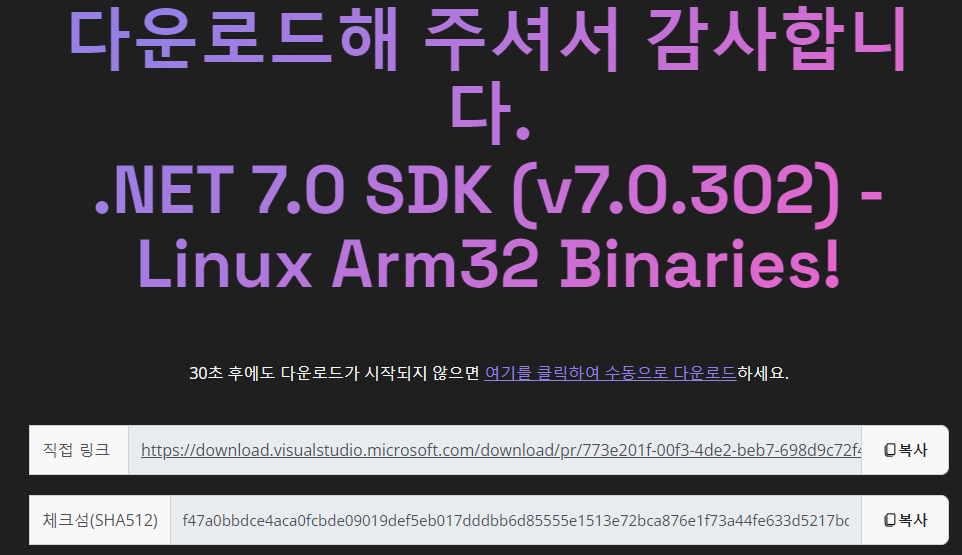 다운로드해 주셔서 감사합니
다.
.NET 7.0 SDK (v7.0.302) -
Linux Arm32 Binaries!
30초 후에도 다운로드가 시작되지 않으면 여기를 클릭하여 수동으로 다운로드하세요.
직접 링크 https://download.visualstudio.microsoft.com/download/pr/773e201f-00f3-4de2-beb7-698d9c72f4 복사
체크섬(SHA512) f47a0bbdce4aca0fcbde09019def5eb017dddbb6d85555e1513e72bca876e1f73a44fe633d5217bc 복사